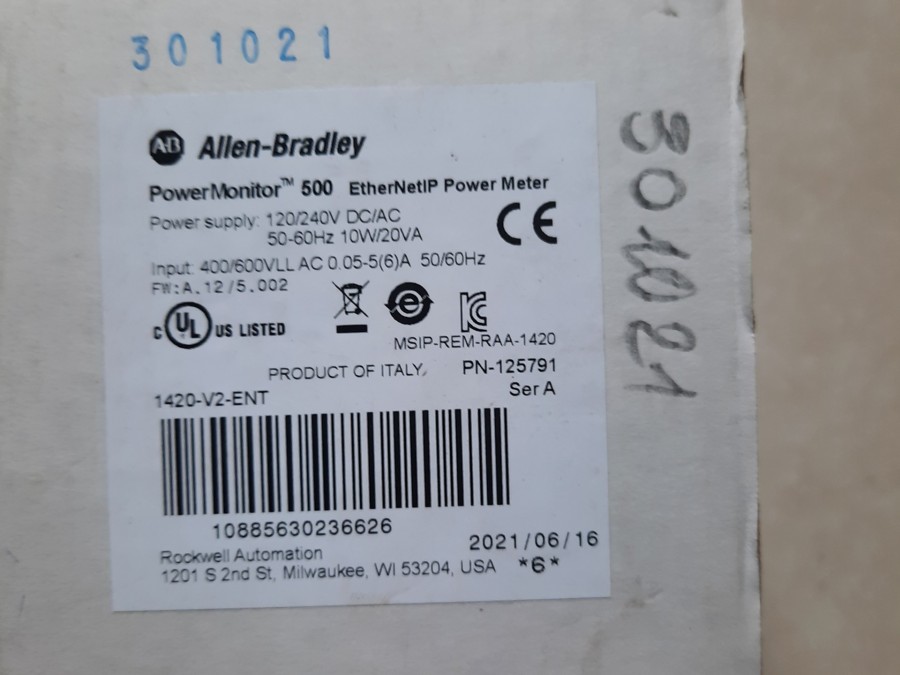 301021
AB Allen-Bradley
PowerMonitor™ 500 EtherNetIP Power Meter
Power supply: 120/240V DC/AC
50-60Hz 10W/20VA
CE
Input: 400/600VLL AC 0.05-5(6)A 50/60Hz
FW:A.12/5.002
C UL US LISTED
MSIP-REM-RAA-1420
PRODUCT OF ITALY. PN-125791
Ser A
1420-V2-ENT
10885630236626
2021/06/16
Rockwell Automation
1201 S 2nd St, Milwaukee, WI 53204, USA *6*
301021